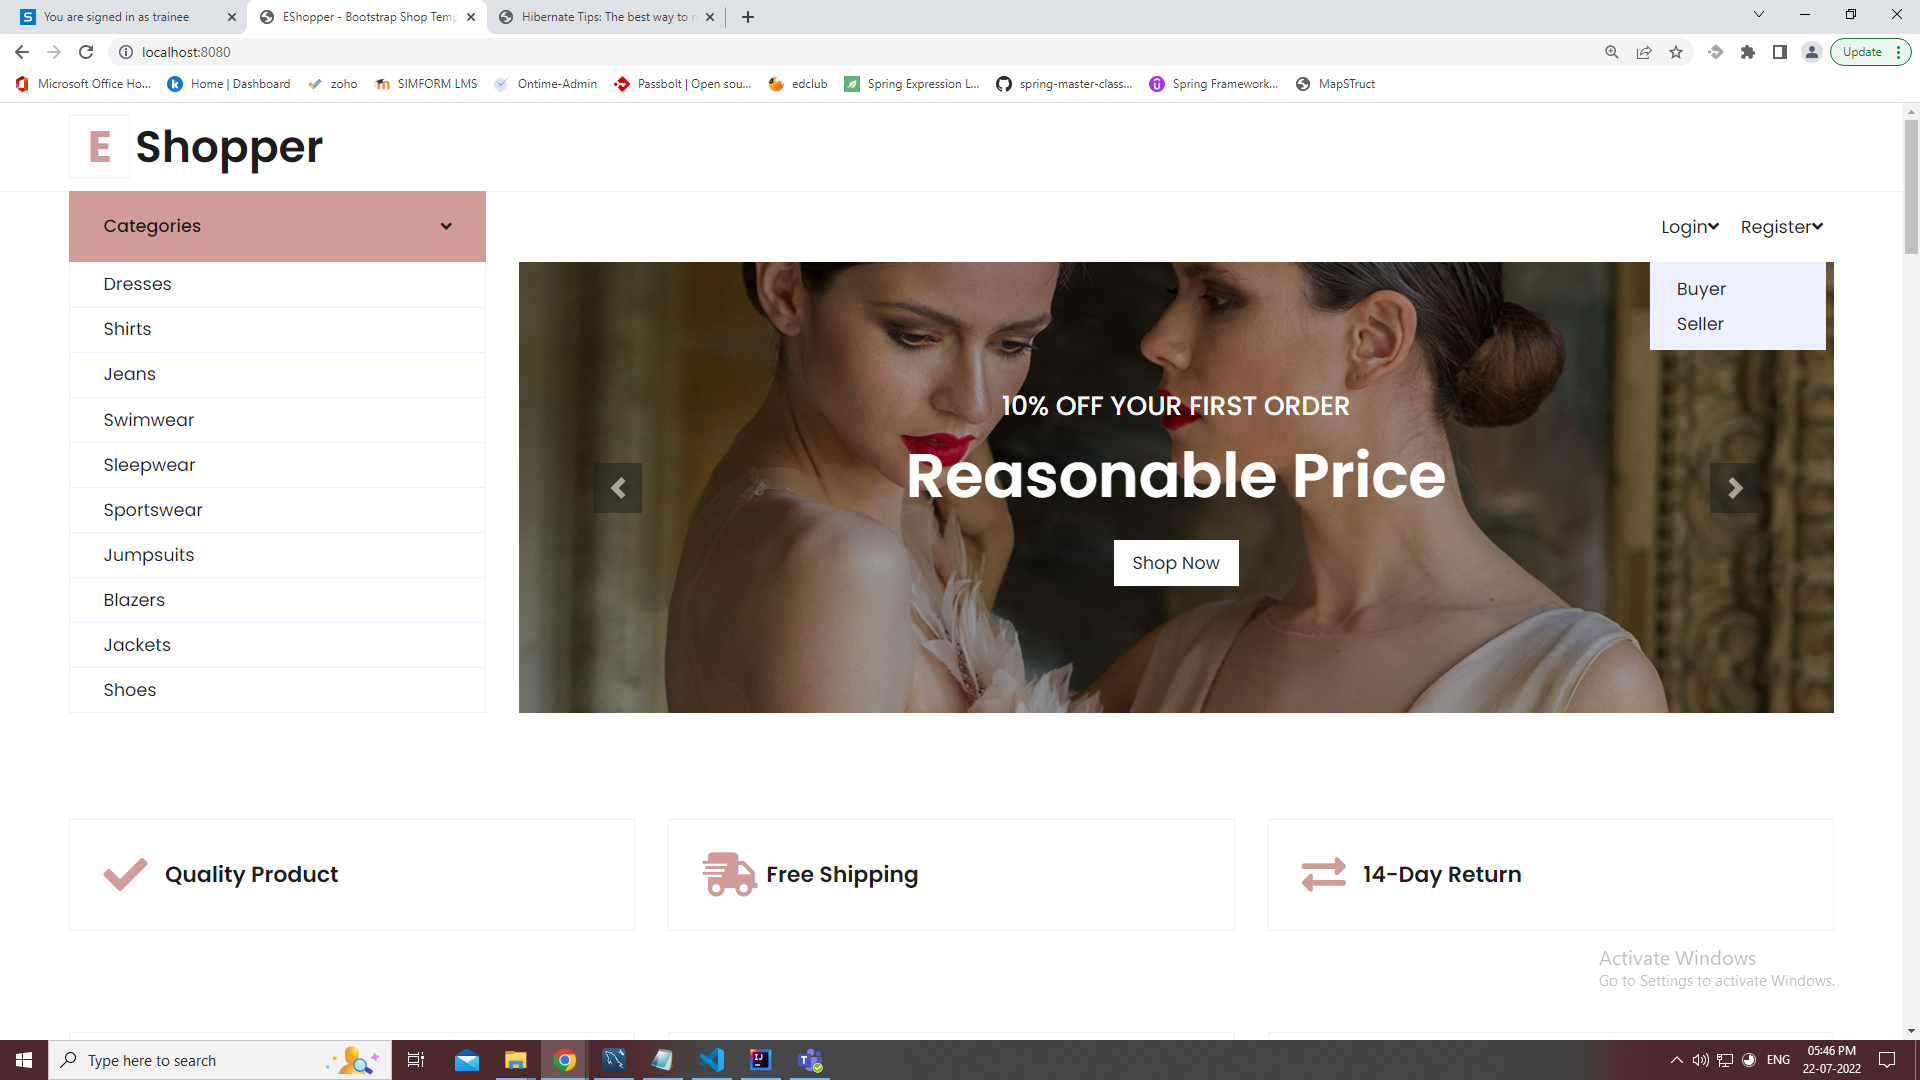 You are signed in as trainee
EShopper - Bootstrap Shop Temp
Hibernate Tips: The best way to
localhost:8080
Update
Microsoft Office Ho...
Home | Dashboard
zoho
SIMFORM LMS
Ontime-Admin
Passbolt | Open sou...
edclub
Spring Expression L...
spring-master-class...
Spring Framework...
MapSTruct
E Shopper
Categories
Login
Register
Dresses
Shirts
Jeans
Swimwear
Sleepwear
Sportswear
Jumpsuits
Blazers
Jackets
Shoes
Buyer
Seller
10% OFF YOUR FIRST ORDER
Reasonable Price
Shop Now
Quality Product
Free Shipping
14-Day Return
Activate Windows
Go to Settings to activate Windows.
Type here to search
ENG
05:46 PM
22-07-2022